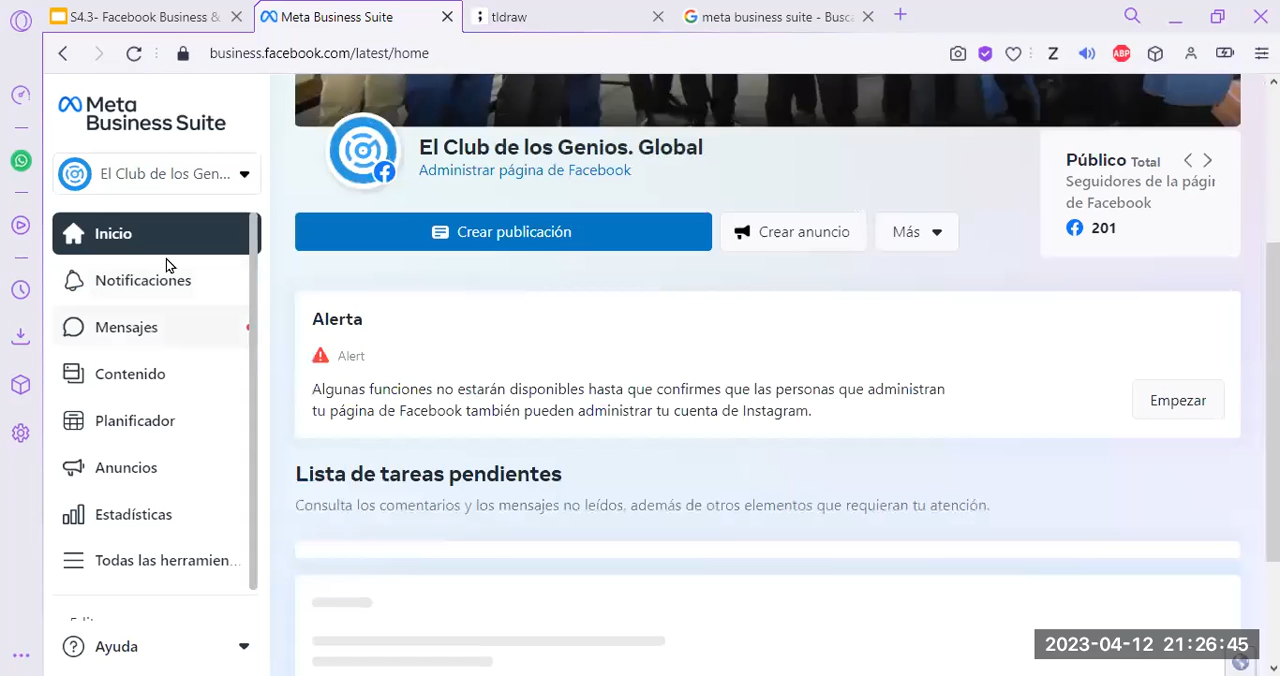 S4.3- Facebook Business &
Meta Business Suite
tldraw
meta business suite - Busca
business.facebook.com/latest/home
Z
ABP
Meta
Business Suite
El Club de los Gen...
Inicio
Notificaciones
Mensajes
Contenido
Planificador
Anuncios
Estadísticas
Todas las herramien...
Ayuda
El Club de los Genios. Global
Administrar página de Facebook
Crear publicación
Crear anuncio
Más
Público Total
Seguidores de la págin
de Facebook
201
Alerta
Alert
Algunas funciones no estarán disponibles hasta que confirmes que las personas que administran
tu página de Facebook también pueden administrar tu cuenta de Instagram.
Empezar
Lista de tareas pendientes
Consulta los comentarios y los mensajes no leídos, además de otros elementos que requieran tu atención.
2023-04-12 21:26:45